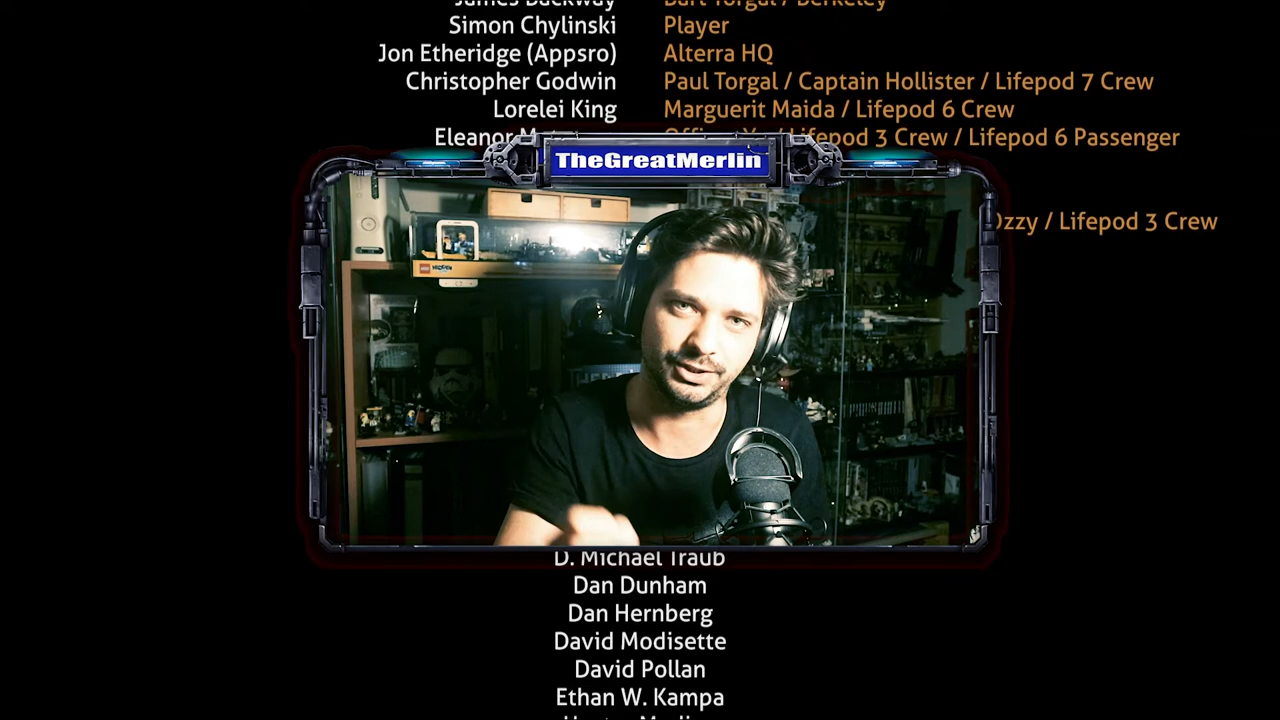 Simon Chylinski Player
Jon Etheridge (Appsro) Alterra HQ
Christopher Godwin Paul Torgal / Captain Hollister / Lifepod 7 Crew
Lorelei King Marguerit Maida / Lifepod 6 Crew
Eleanor / Lifepod 3 Crew / Lifepod 6 Passenger
TheGreatMerlin
Ozzy / Lifepod 3 Crew
D. Michael Traub
Dan Dunham
Dan Hernberg
David Modisette
David Pollan
Ethan W. Kampa